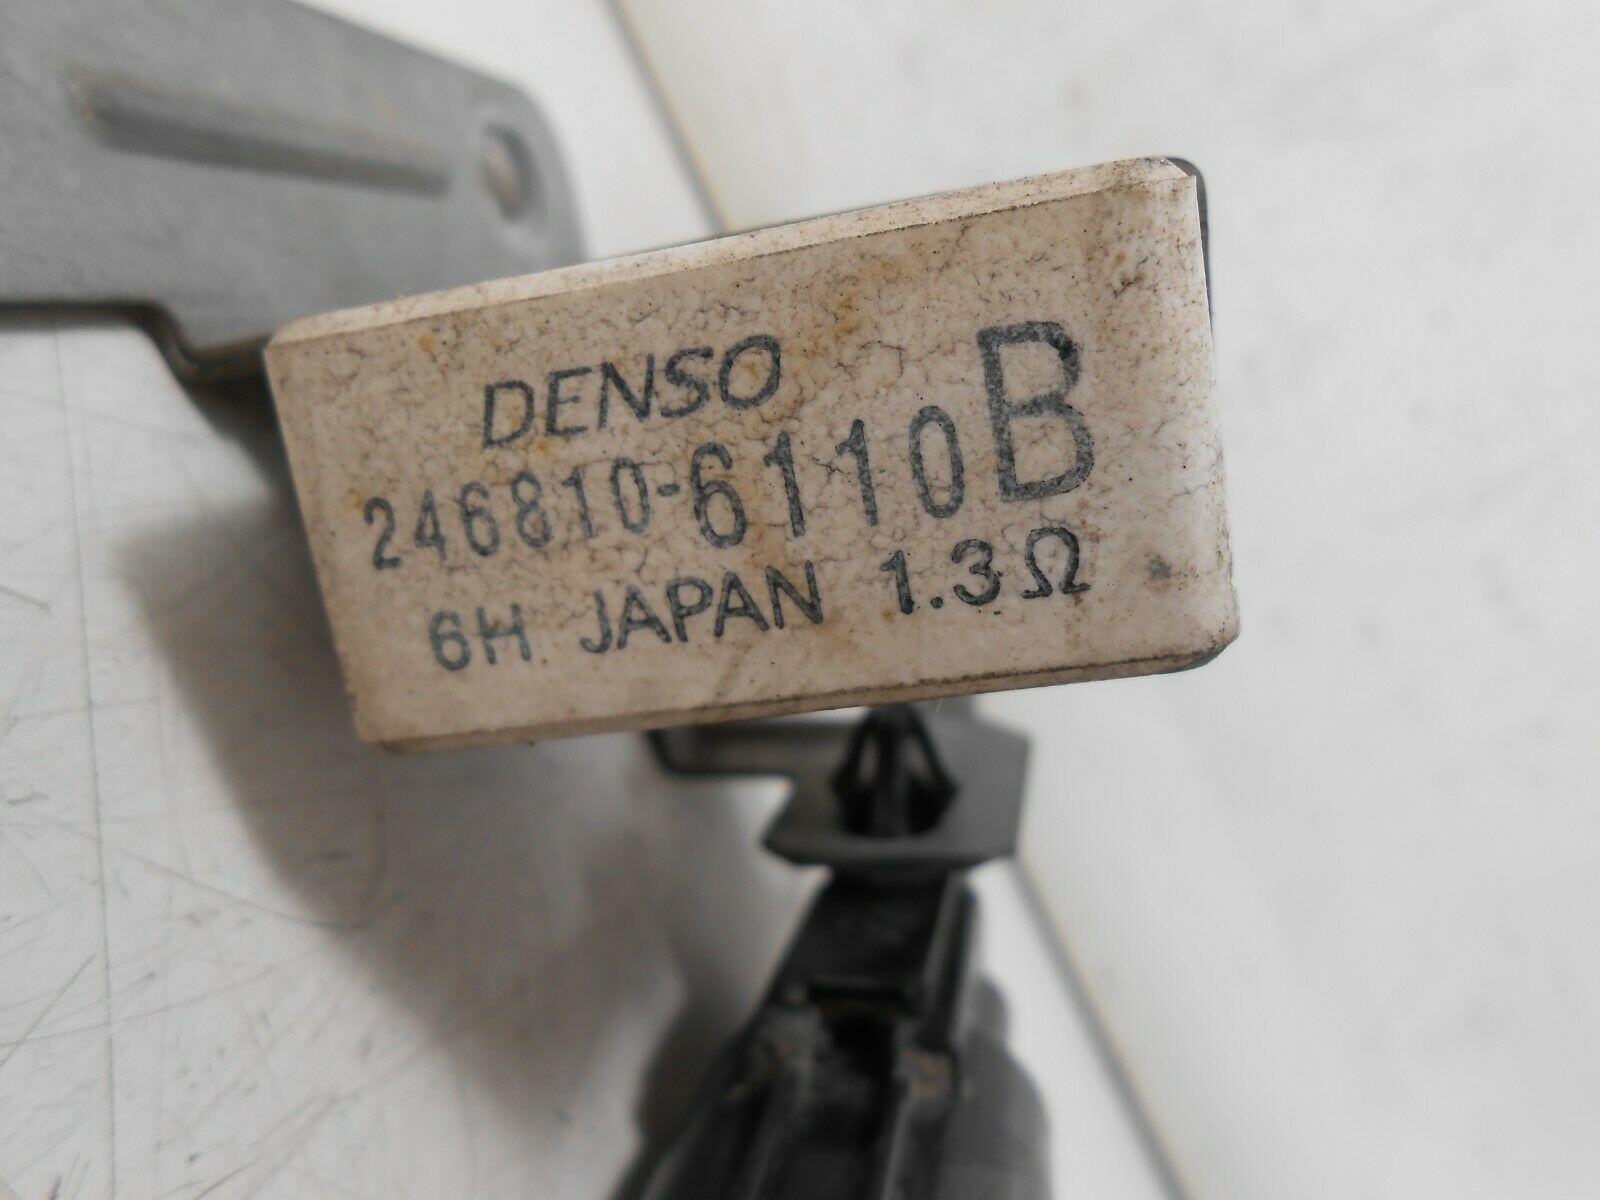 DENSO
246810-6110B
6H JAPAN 1.3Ω